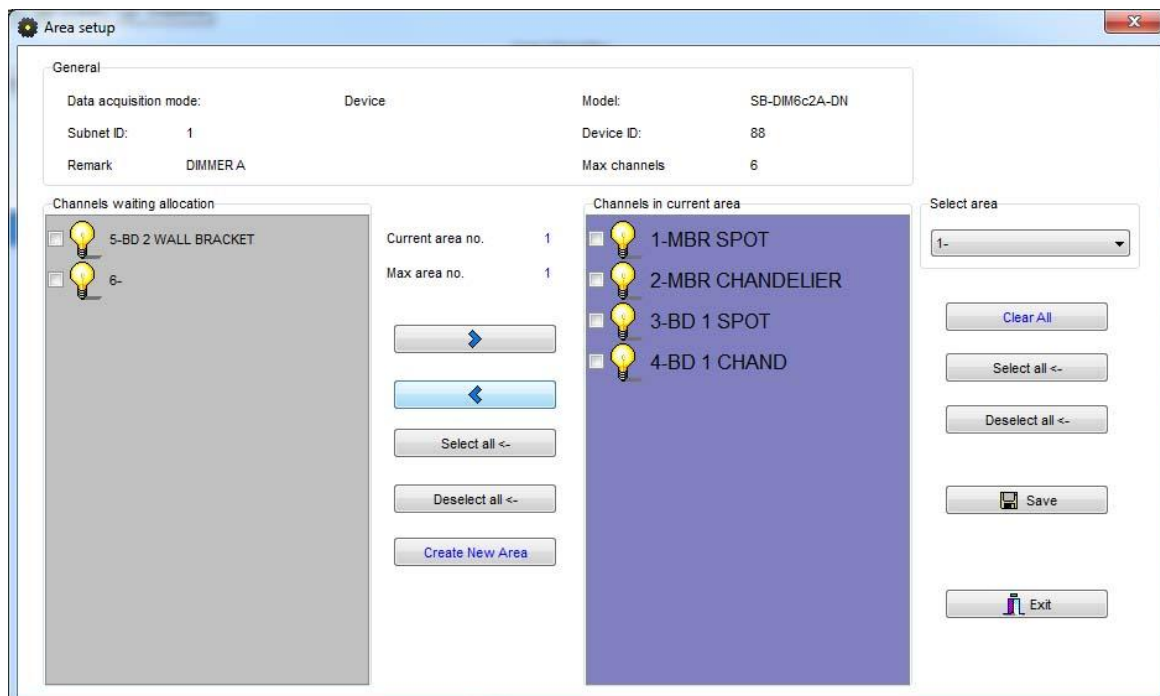 Area setup
General
Data acquisition mode: Device Model: SB-DIM6c2A-DN
Subnet ID: 1 Device ID: 88
Remark DIMMER A Max channels 6
Channels waiting allocation
5-BD 2 WALL BRACKET
6-
Current area no. 1
Max area no. 1
Select all <-
Deselect all <-
Create New Area
Channels in current area
1-MBR SPOT
2-MBR CHANDELIER
3-BD 1 SPOT
4-BD 1 CHAND
Select area
1-
Clear All
Select all <-
Deselect all <-
Save
Exit